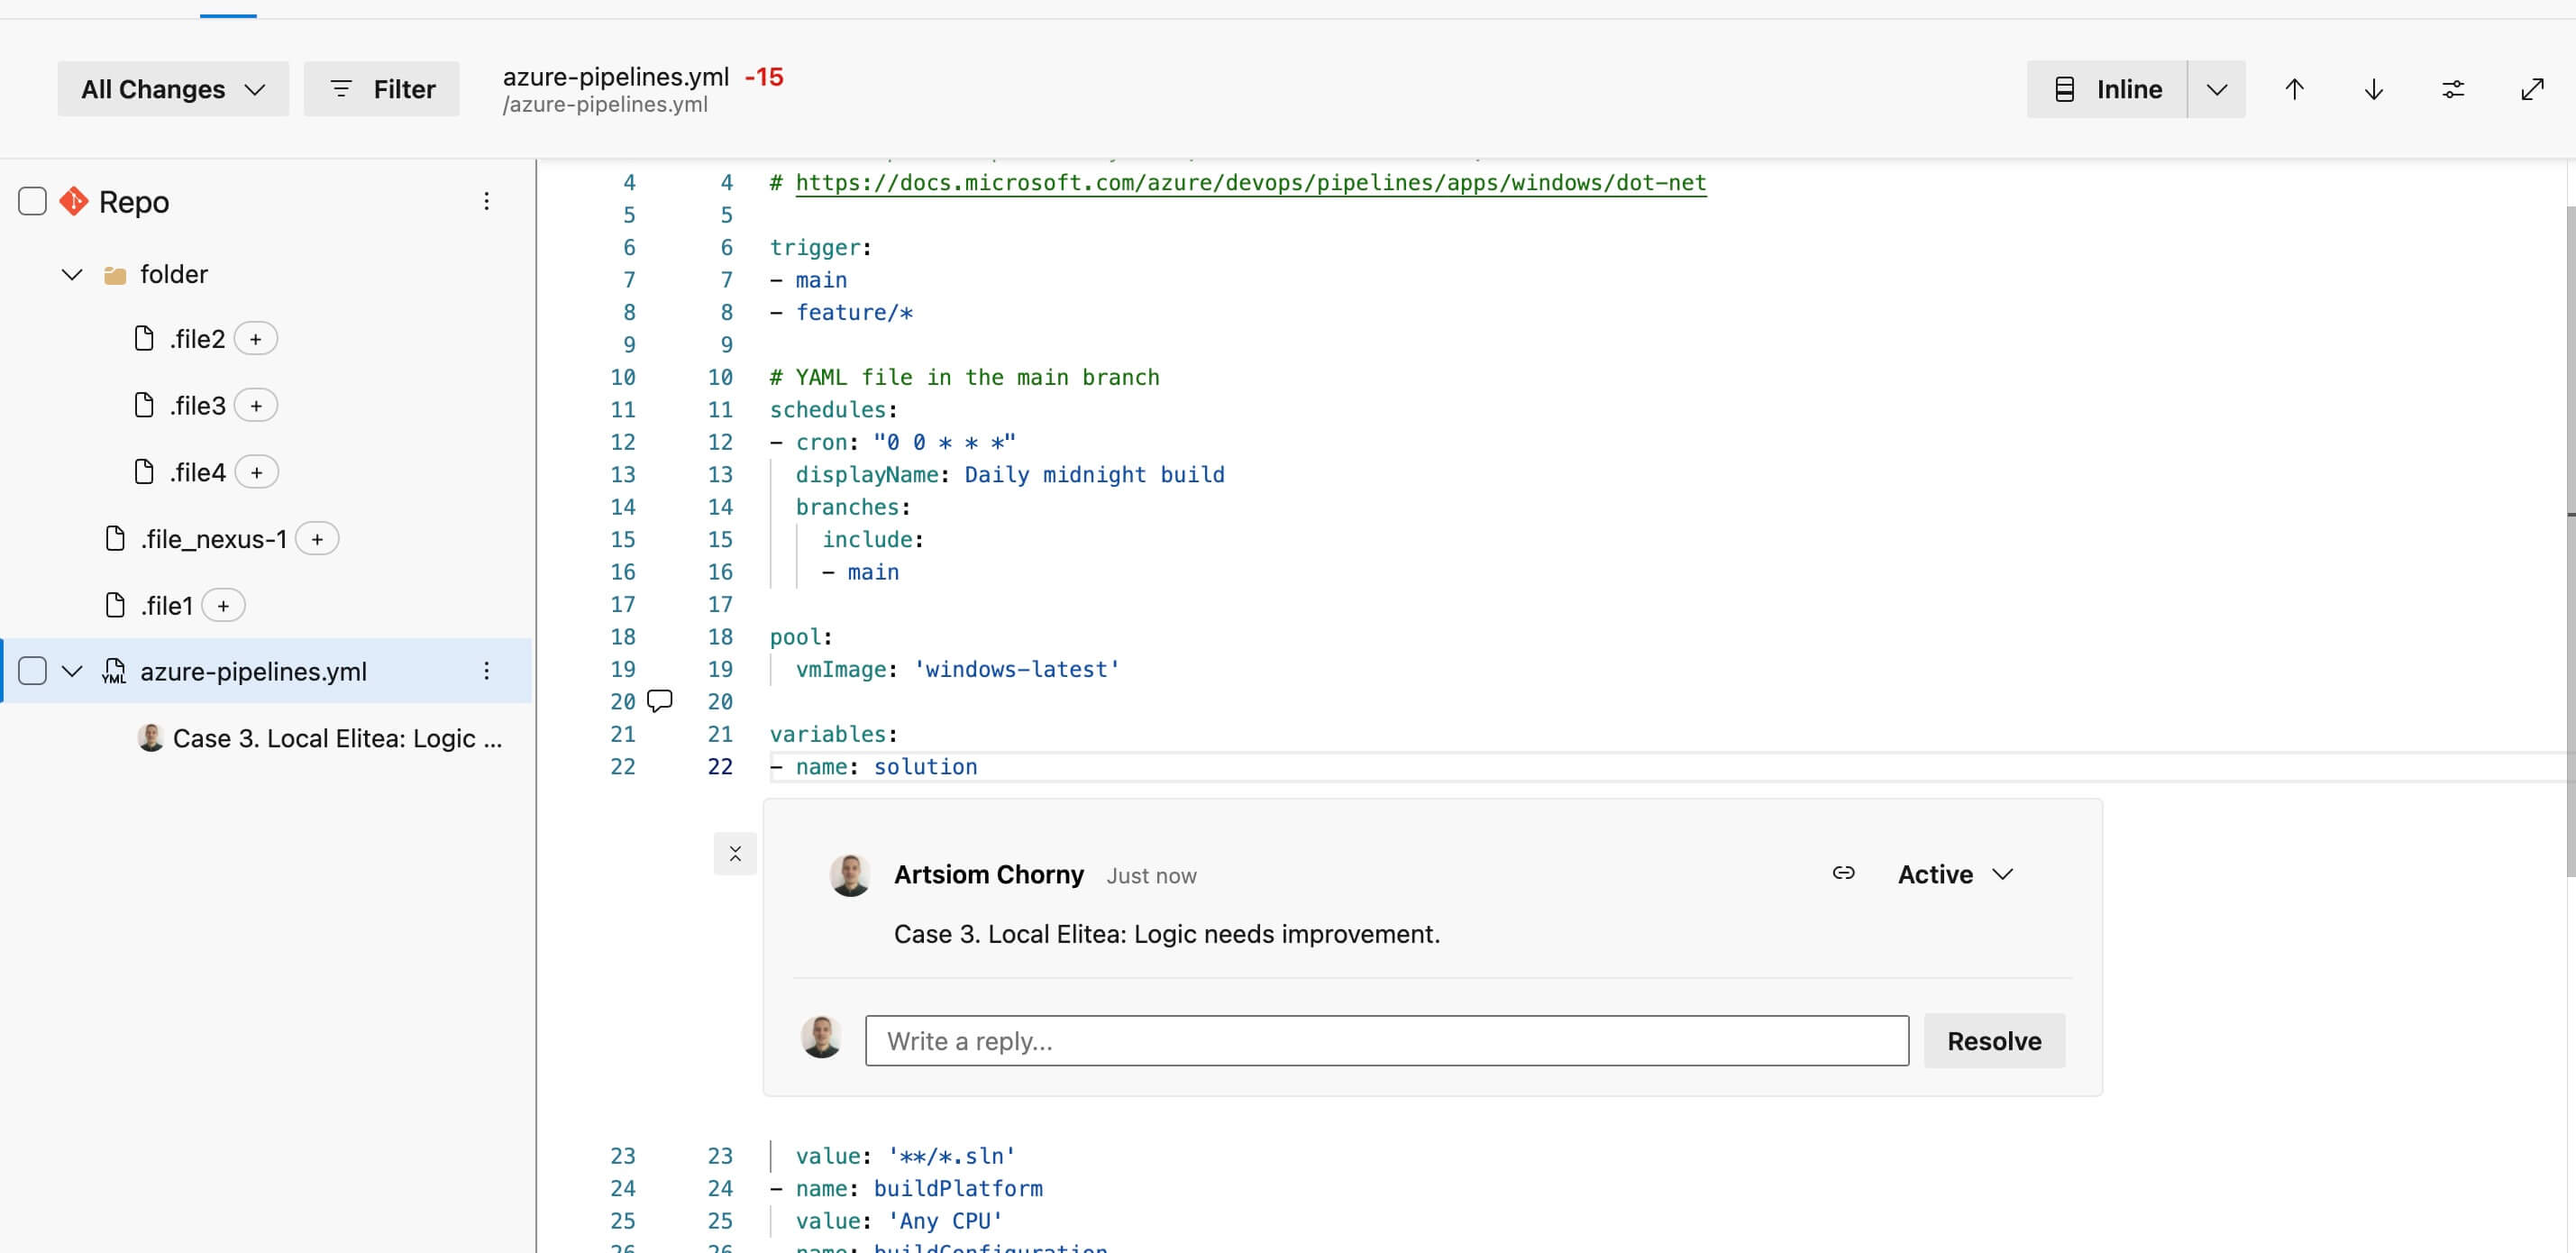 All Changes
Filter
azure-pipelines.yml -15
/azure-pipelines.yml
Inline
Repo
folder
.file2 +
.file3 +
.file4 +
.file_nexus-1 +
.file1 +
YML azure-pipelines.yml
Case 3. Local Elitea: Logic ...
4 4 # https://docs.microsoft.com/azure/devops/pipelines/apps/windows/dot-net
5 5
6 6 trigger:
7 7 - main
8 8 - feature/*
9 9
10 10 # YAML file in the main branch
11 11 schedules:
12 12 - cron: "0 0 * * *"
13 13 displayName: Daily midnight build
14 14 branches:
15 15 include:
16 16 - main
17 17
18 18 pool:
19 19 vmImage: 'windows-latest'
20 20
21 21 variables:
22 22 - name: solution
Artsiom Chorny Just now
Active
Case 3. Local Elitea: Logic needs improvement.
Write a reply...
Resolve
23 23 value: '**/*.sln'
24 24 - name: buildPlatform
25 25 value: 'Any CPU'
26 26 name: buildConfiguration